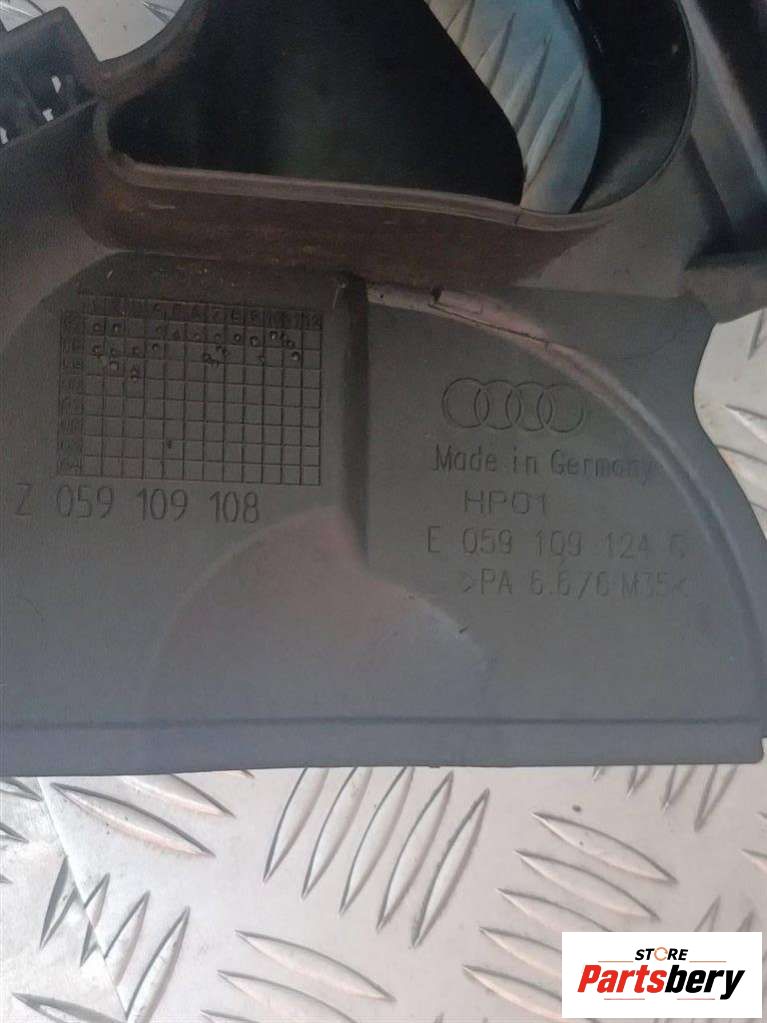 Made in Germany
HP01
Z 059 109 108
E 059 109 124
>PA 6.6/6 M35<
STORE
Partsbery